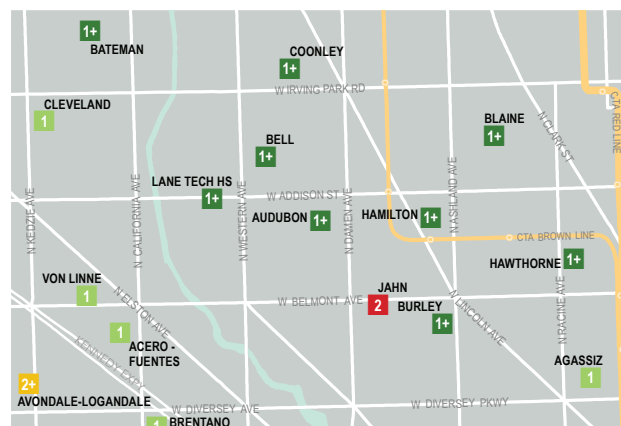 1+
BATEMAN
COONLEY
1+
W IRVING PARK RD
CLEVELAND
1
CTA RED LINE
BLAINE
1+
N CLARK ST
BELL
1+
LANE TECH HS
1+
W ADDISON ST
AUDUBON
1+
HAMILTON
1+
N KEDZIE AVE
N CALIFORNIA AVE
N WESTERN AVE
N DAMEN AVE
N ASHLAND AVE
CTA BROWN LINE
HAWTHORNE
1+
VON LINNE
1
N ELSTON AVE
W BELMONT AVE
JAHN
2
BURLEY
1+
N LINCOLN AVE
N RACINE AVE
1
ACERO -
FUENTES
KENNEDY EXPY
AGASSIZ
1
2+
AVONDALE-LOGANDALE
W DIVERSEY AVE
W DIVERSEY PKWY
1
BRENTANO